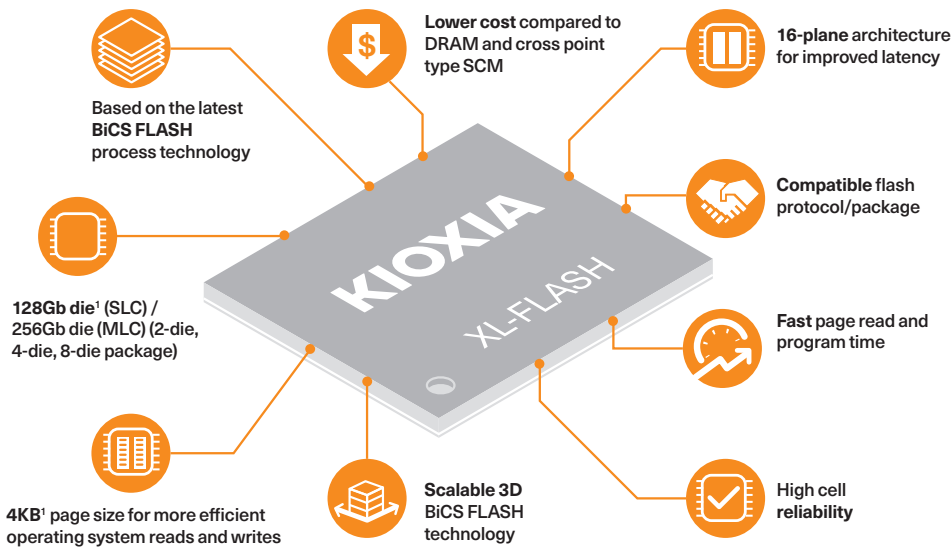 Based on the latest
BiCS FLASH
process technology
Lower cost compared to
DRAM and cross point
type SCM
$
16-plane architecture
for improved latency
Compatible flash
protocol/package
128Gb die¹ (SLC) /
256Gb die (MLC) (2-die,
4-die, 8-die package)
KIOXIA
XL-FLASH
Fast page read and
program time
4KB¹ page size for more efficient
operating system reads and writes
Scalable 3D
BiCS FLASH
technology
High cell
reliability